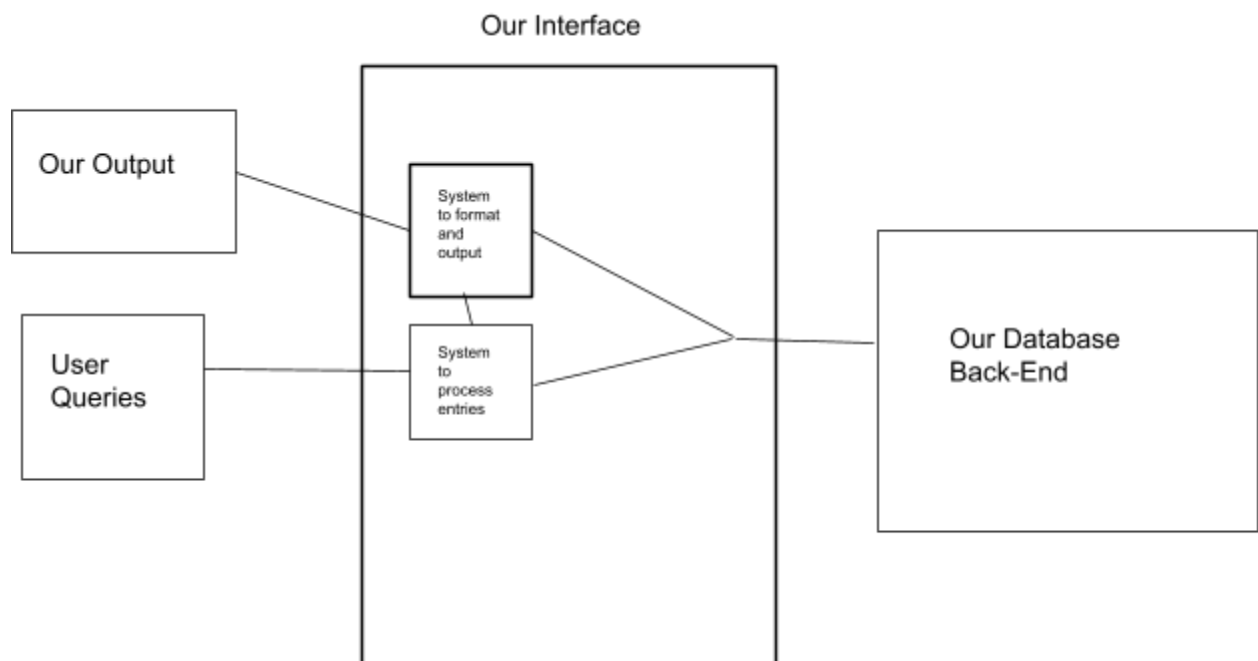 Our Interface
Our Output
System
to format
and
output
User
Queries
System
to
process
entries
Our Database
Back-End